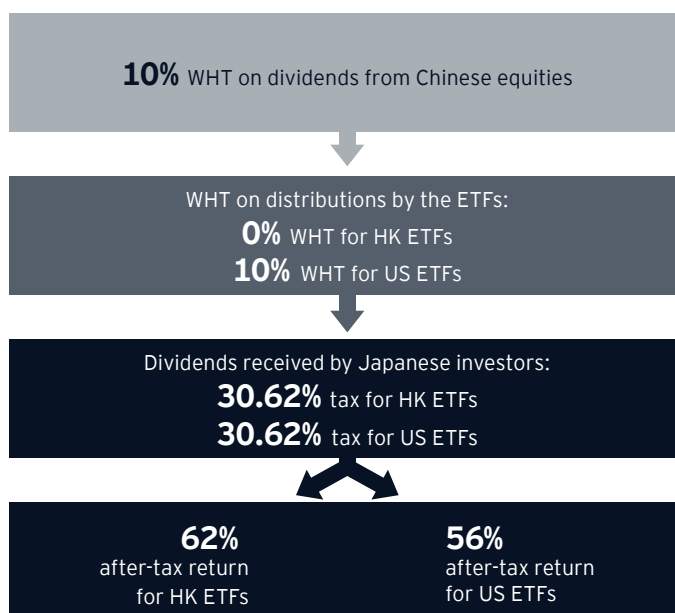 10% WHT on dividends from Chinese equities
WHT on distributions by the ETFs:
0% WHT for HK ETFs
10% WHT for US ETFs
Dividends received by Japanese investors:
30.62% tax for HK ETFs
30.62% tax for US ETFs
62%
after-tax return
for HK ETFs
56%
after-tax return
for US ETFs